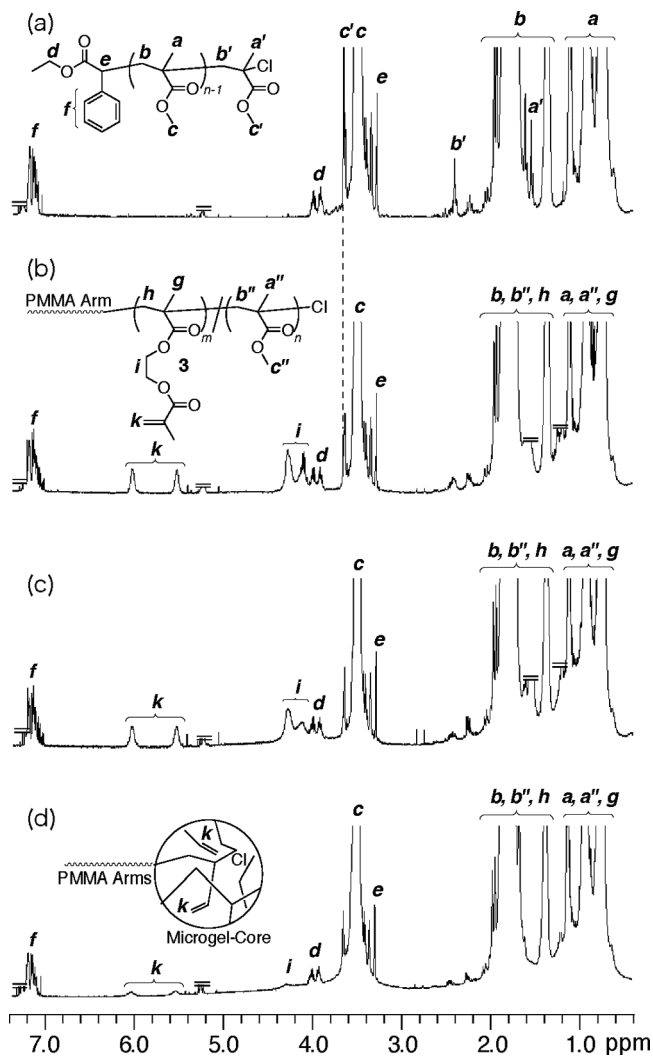 (a)
d
O
O
e
b
a
b'
a'
Cl
O
O
n-1
O
O
f
c
c'
f
d
c' c
e
b'
b
a'
a
(b)
PMMA Arm
h
g
b"
a"
Cl
O
O
m
O
O
n
i
3
c"
O
O
k
f
k
i
d
c
e
b, b", h
a, a", g
(c)
f
k
i
d
c
e
b, b", h
a, a", g
(d)
PMMA Arms
k
Cl
k
Microgel-Core
f
k
i
d
c
e
b, b", h
a, a", g
7.0 6.0 5.0 4.0 3.0 2.0 1.0 ppm